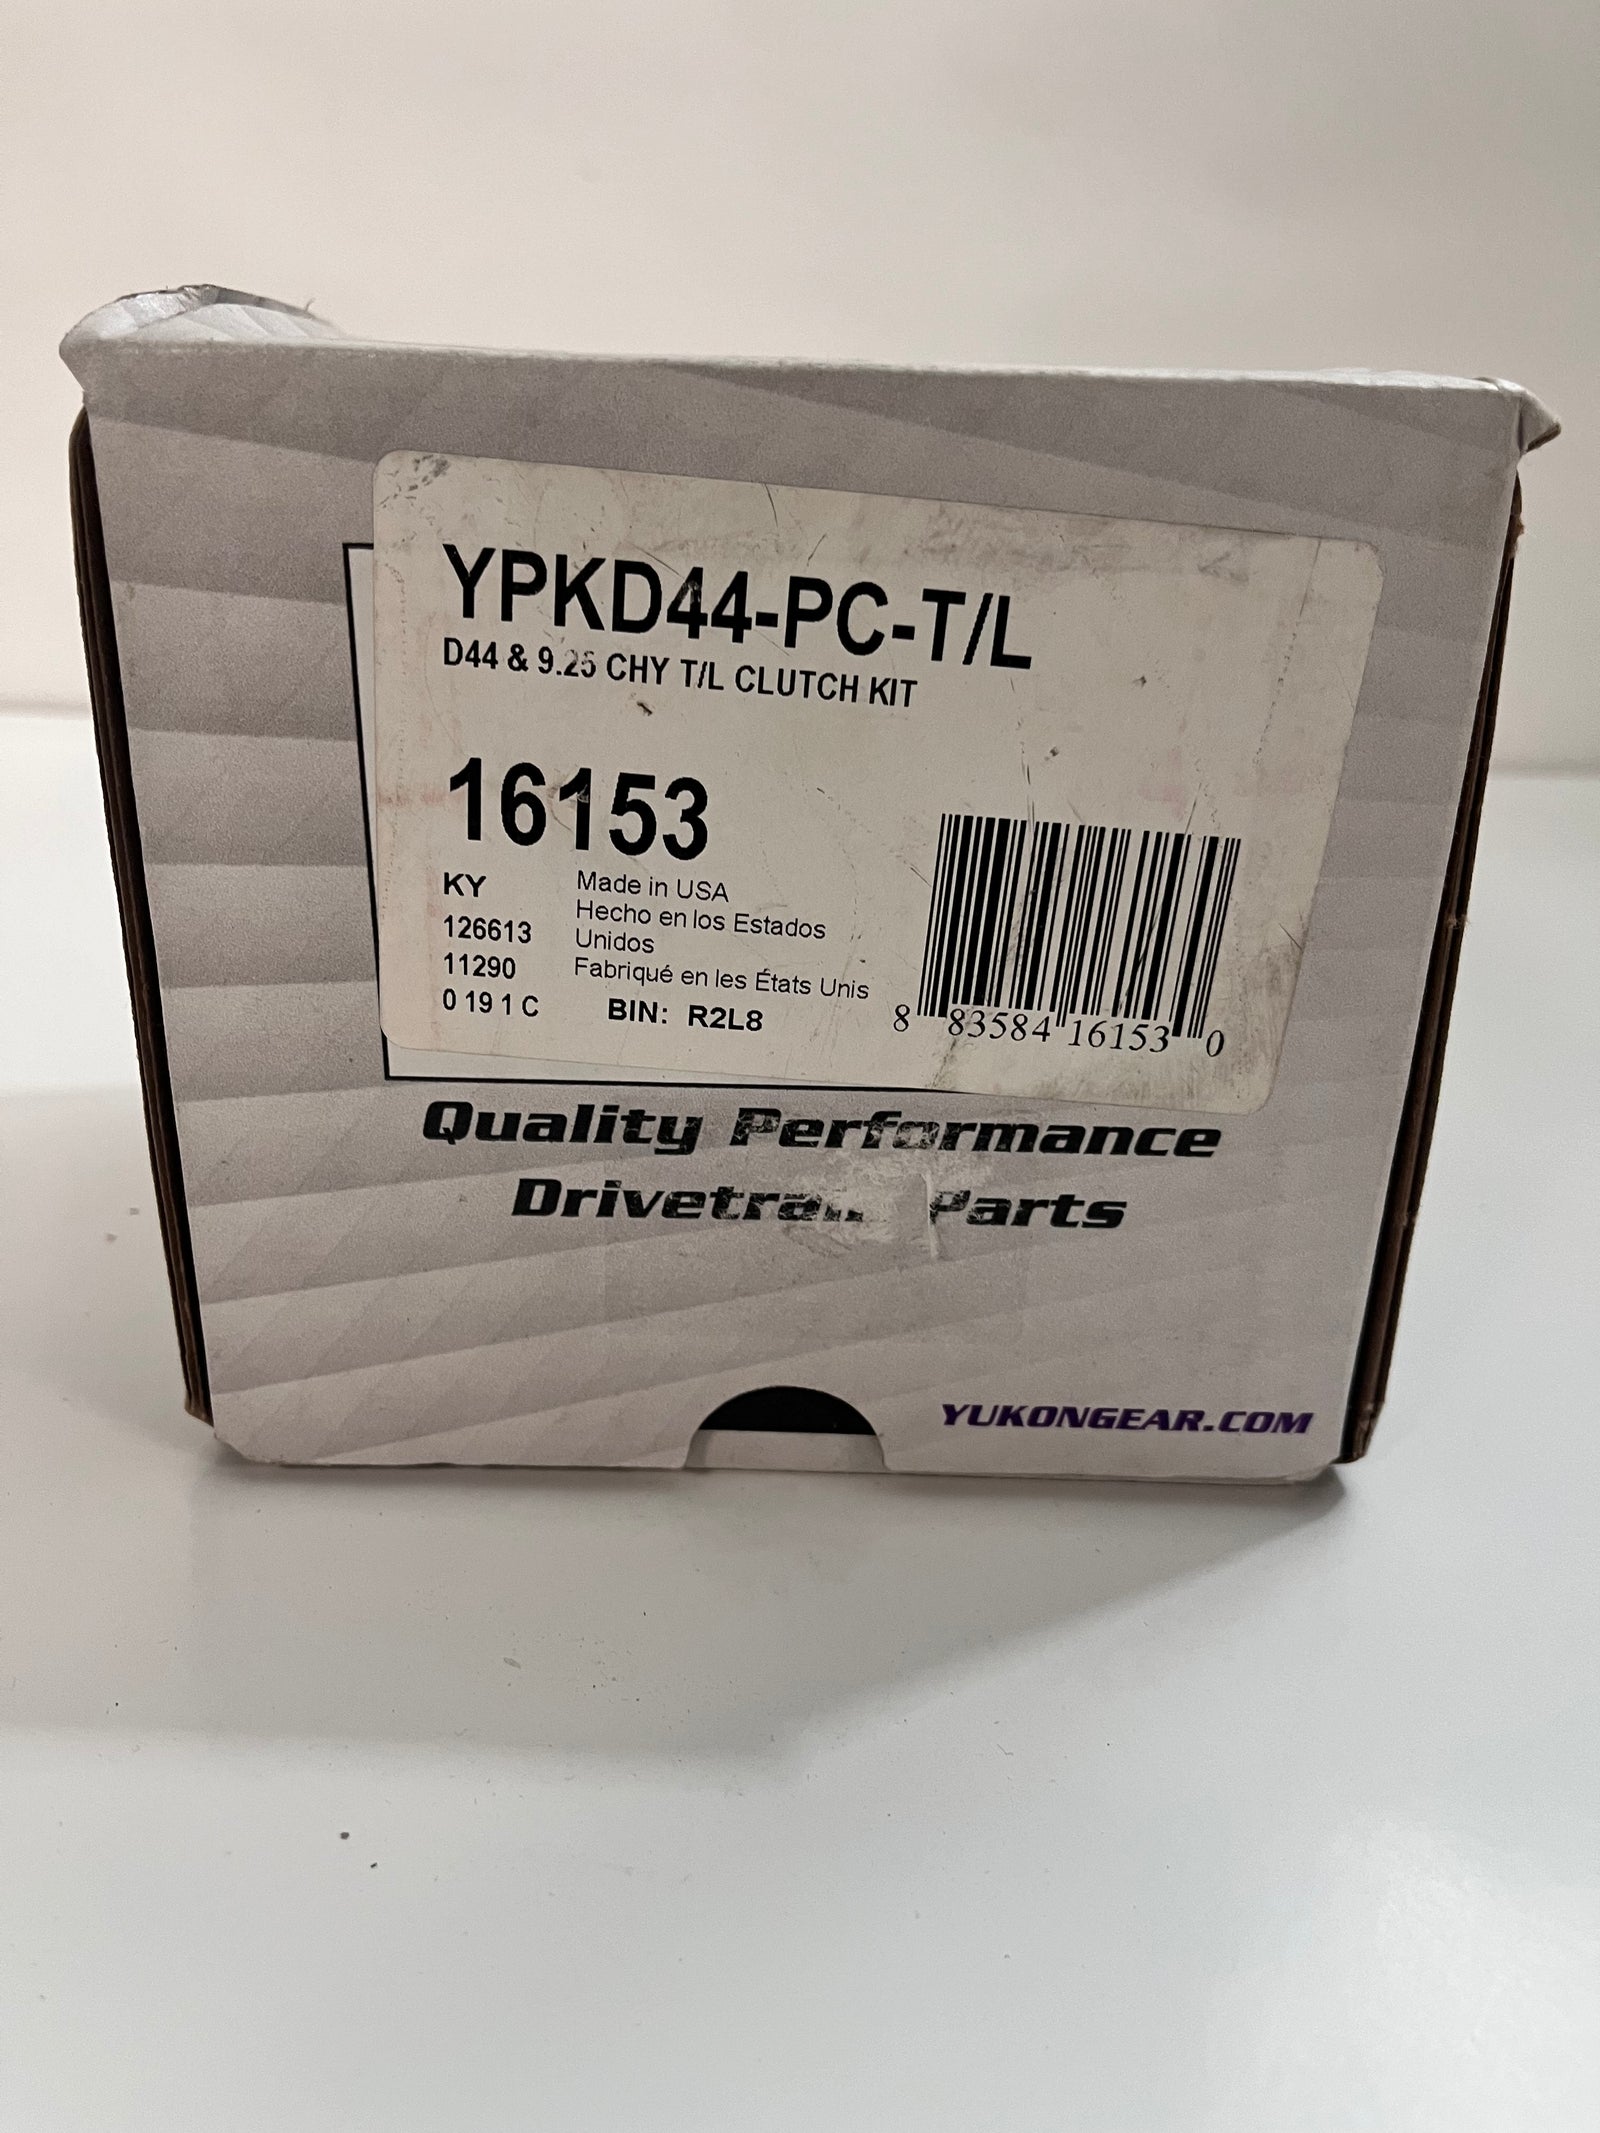 YPKD44-PC-T/L
D44 & 9.25 CHY T/L CLUTCH KIT
16153
KY
Made in USA
126613
Hecho en los Estados
Unidos
11290
Fabriqué en les États Unis
0 19 1 C
BIN: R2L8
8 83584 16153 0
Quality Performance
Parts
YUKONGEAR.COM